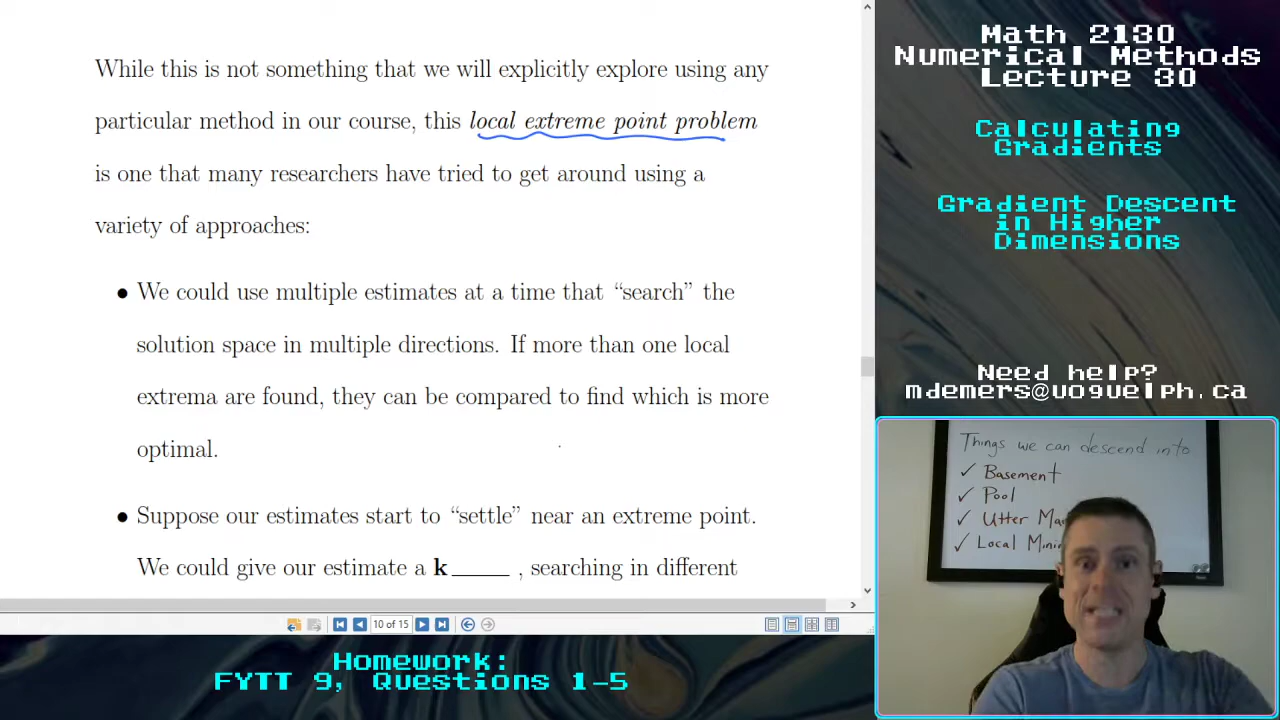 While this is not something that we will explicitly explore using any
particular method in our course, this local extreme point problem
is one that many researchers have tried to get around using a
variety of approaches:
• We could use multiple estimates at a time that “search” the
solution space in multiple directions. If more than one local
extrema are found, they can be compared to find which is more
optimal.
• Suppose our estimates start to “settle” near an extreme point.
We could give our estimate a k____ , searching in different
10 of 15
Math 2130
Numerical Methods
Lecture 30
Calculating
Gradients
Gradient Descent
in Higher
Dimensions
Need help?
mdemers@uoguelph.ca
Things we can descend into
✓ Basement
✓ Pool
✓ Utter
✓ Local
Homework:
FYTT 9, Questions 1-5